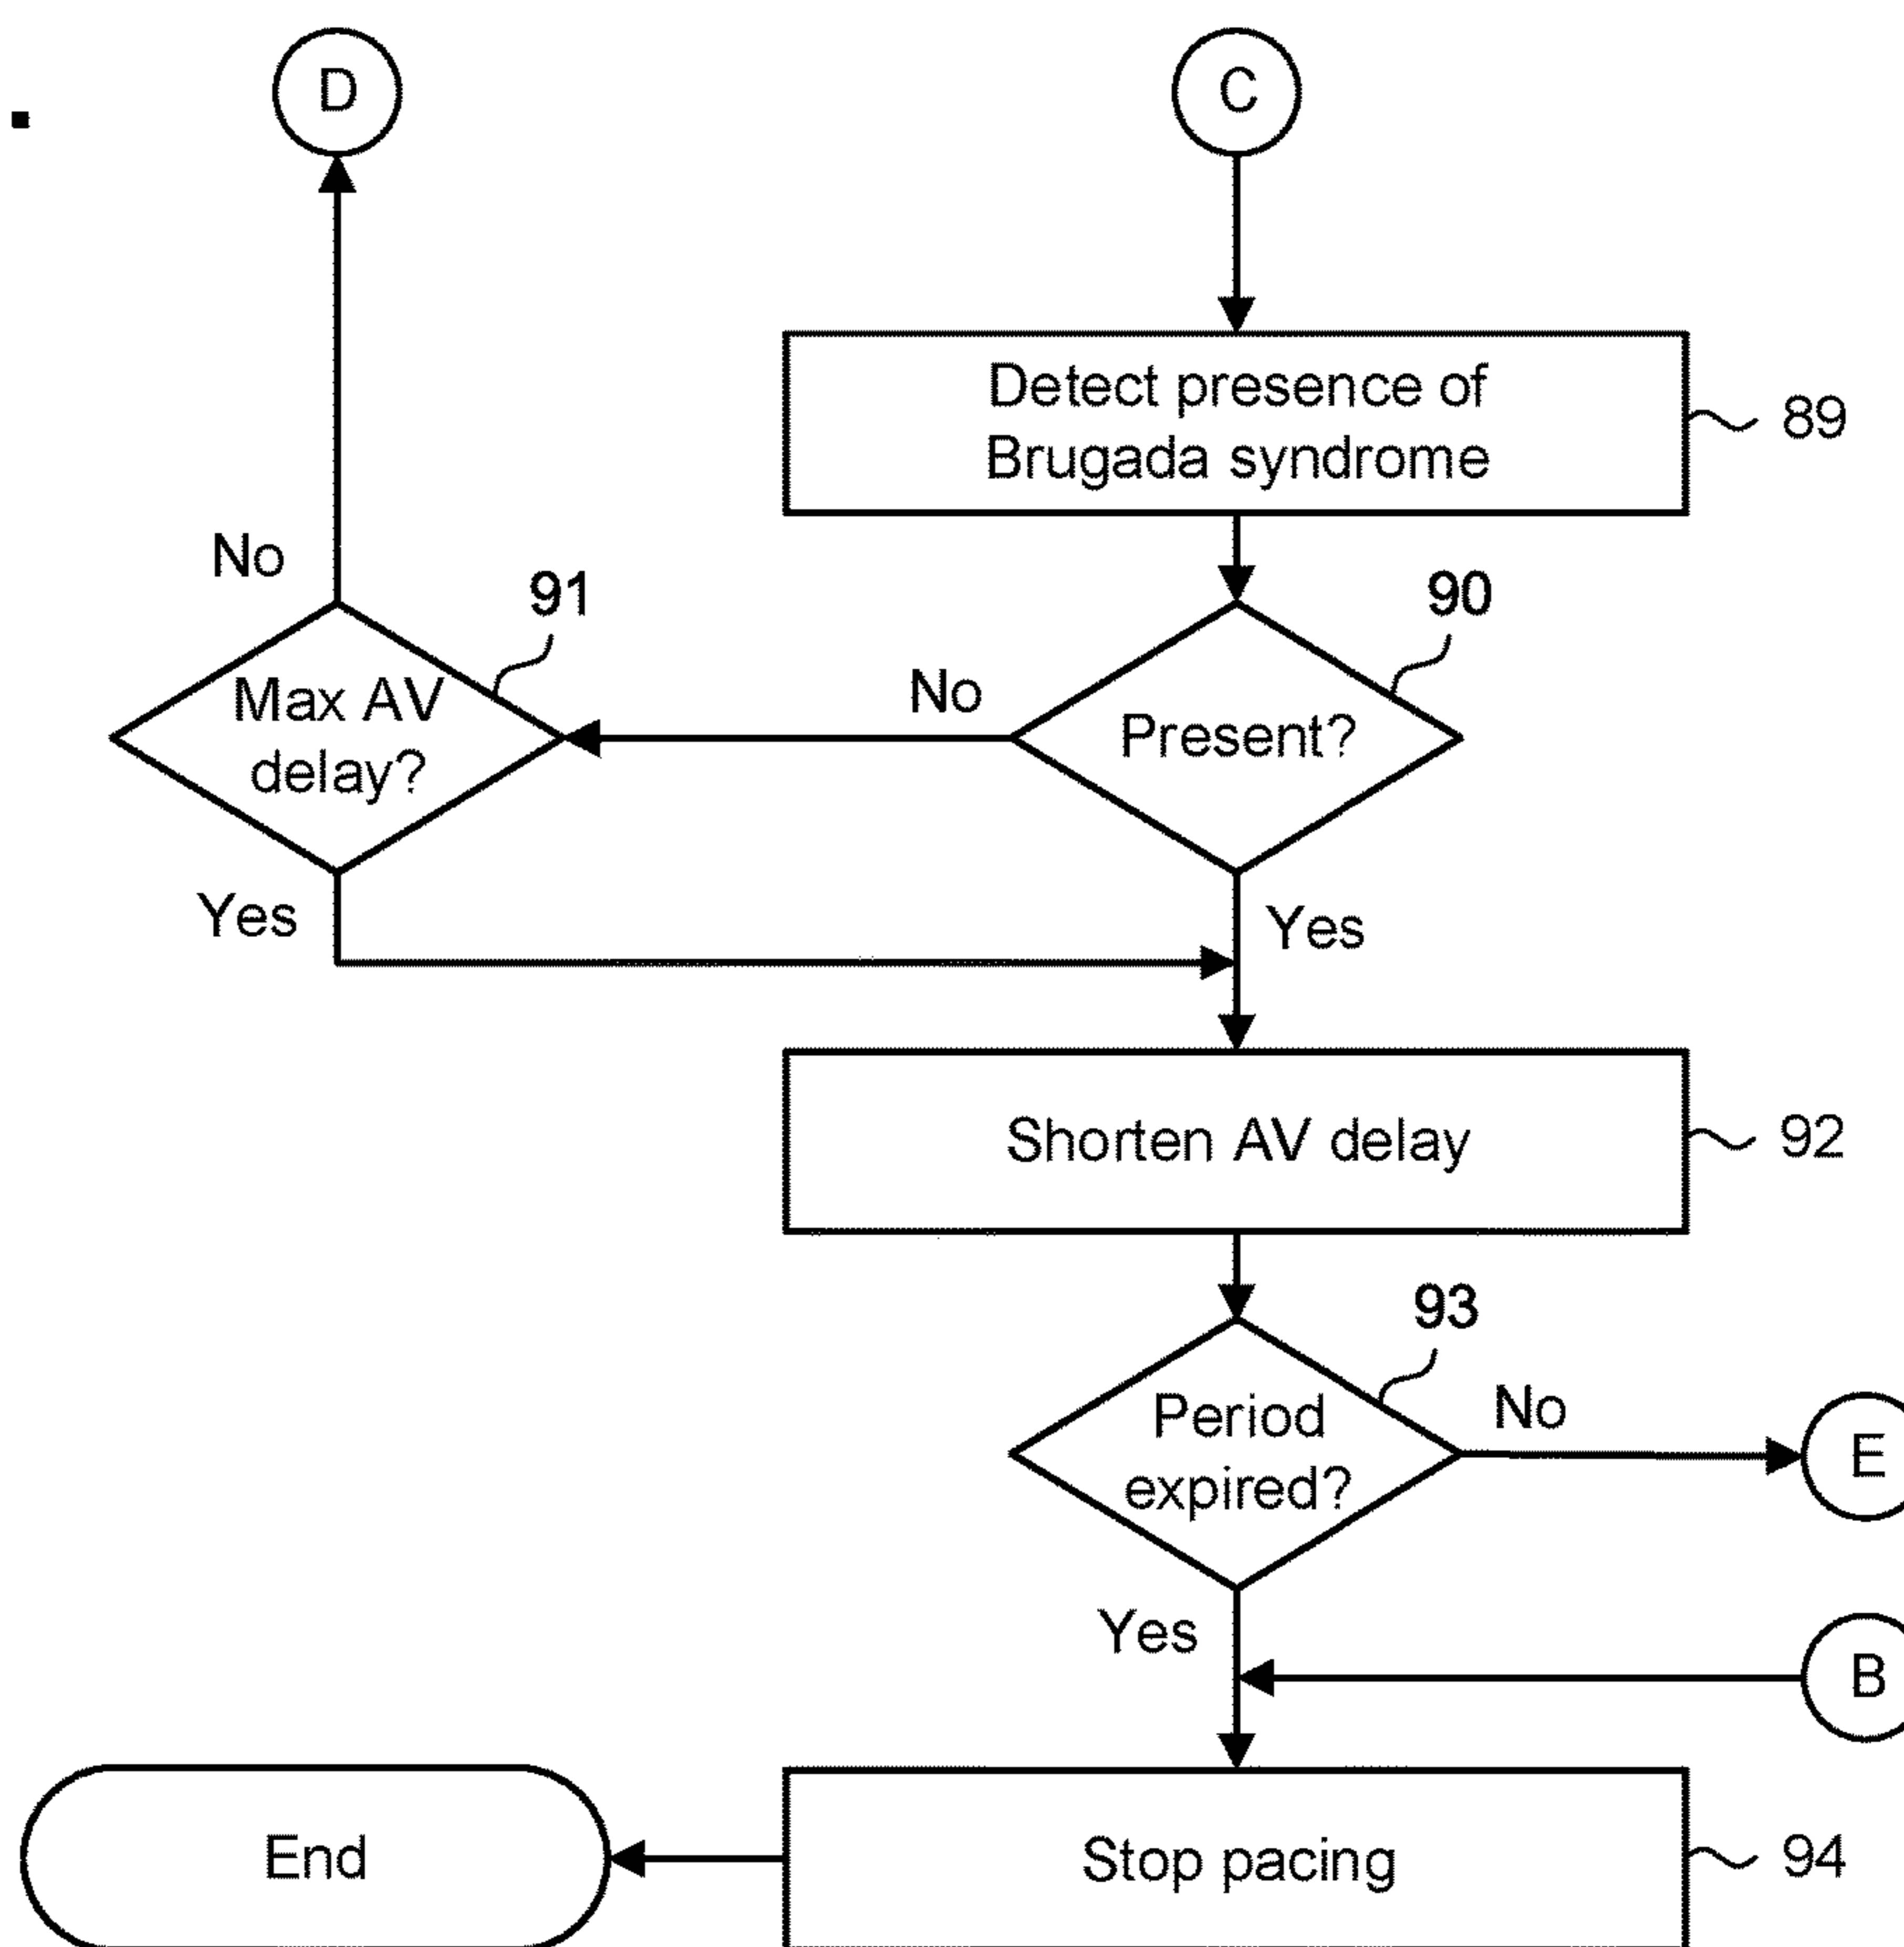 D
C
Detect presence of
Brugada syndrome
89
No
91
90
Max AV
delay?
No
Present?
Yes
Yes
Shorten AV delay
92
93
Period
expired?
No
E
Yes
B
End
Stop pacing
94